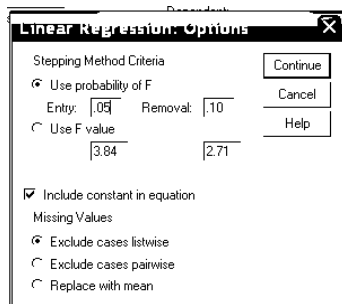 Dependent:
Linear Regression: Options
Stepping Method Criteria
Use probability of F
Entry: .05 Removal: .10
Use F value
3.84 2.71
Include constant in equation
Missing Values
Exclude cases listwise
Exclude cases pairwise
Replace with mean
Continue
Cancel
Help